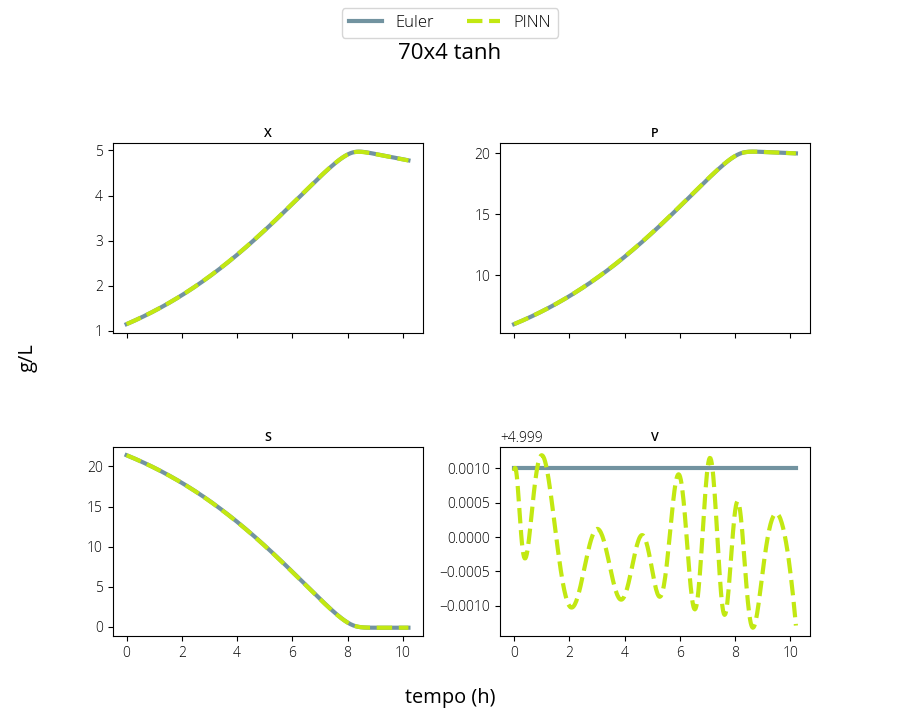 Euler PINN
70x4 tanh
X
P
5
4
3
2
1
20
15
10
g/L
S
V
+4.999
20
15
10
5
0
0 2 4 6 8 10
0.0010
0.0005
0.0000
−0.0005
−0.0010
0 2 4 6 8 10
tempo (h)